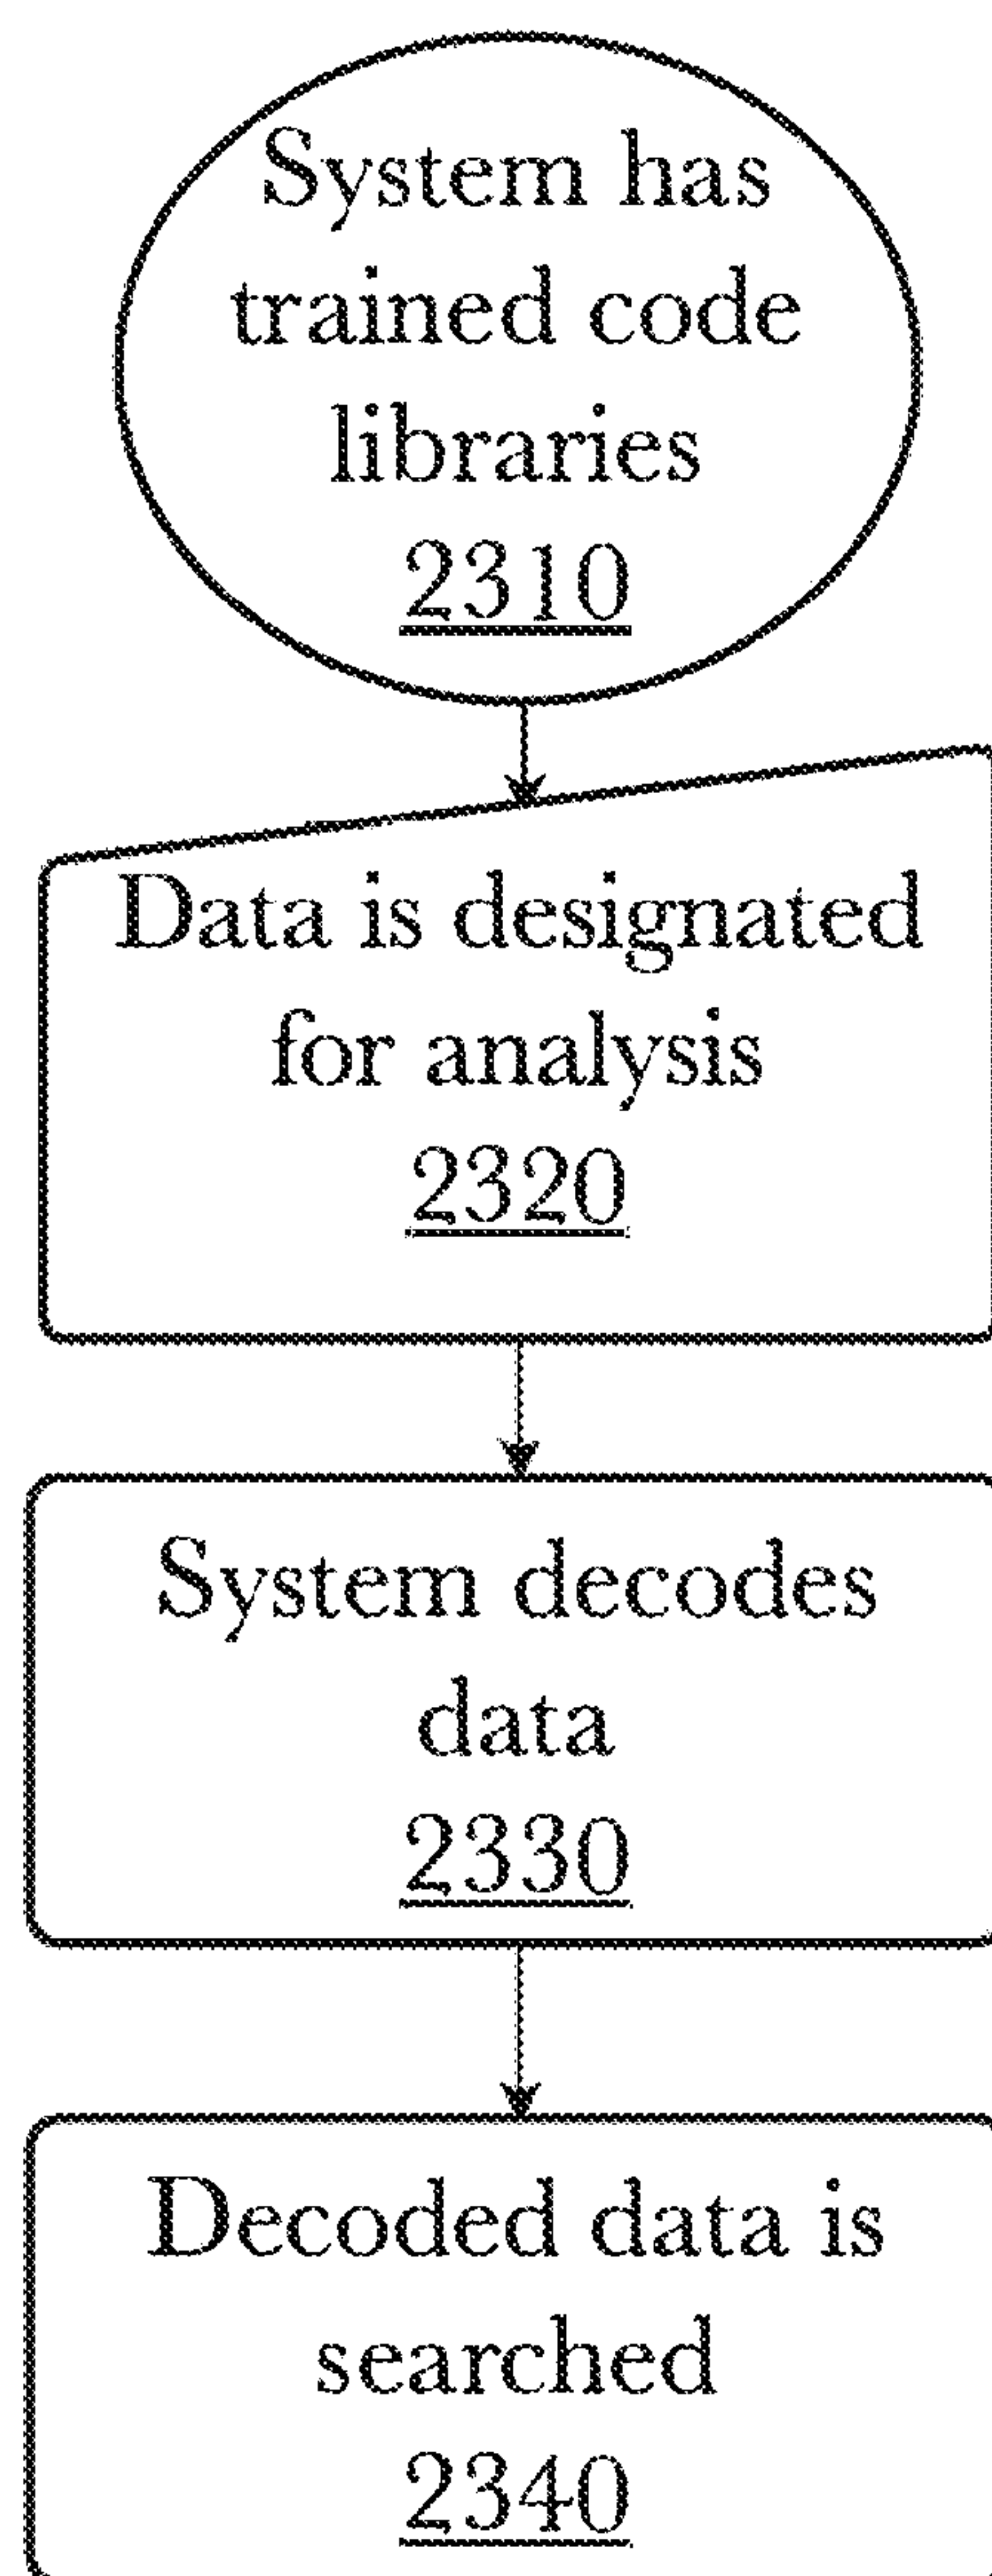 System has
trained code
libraries
2310
Data is designated
for analysis
2320
System decodes
data
2330
Decoded data is
searched
2340